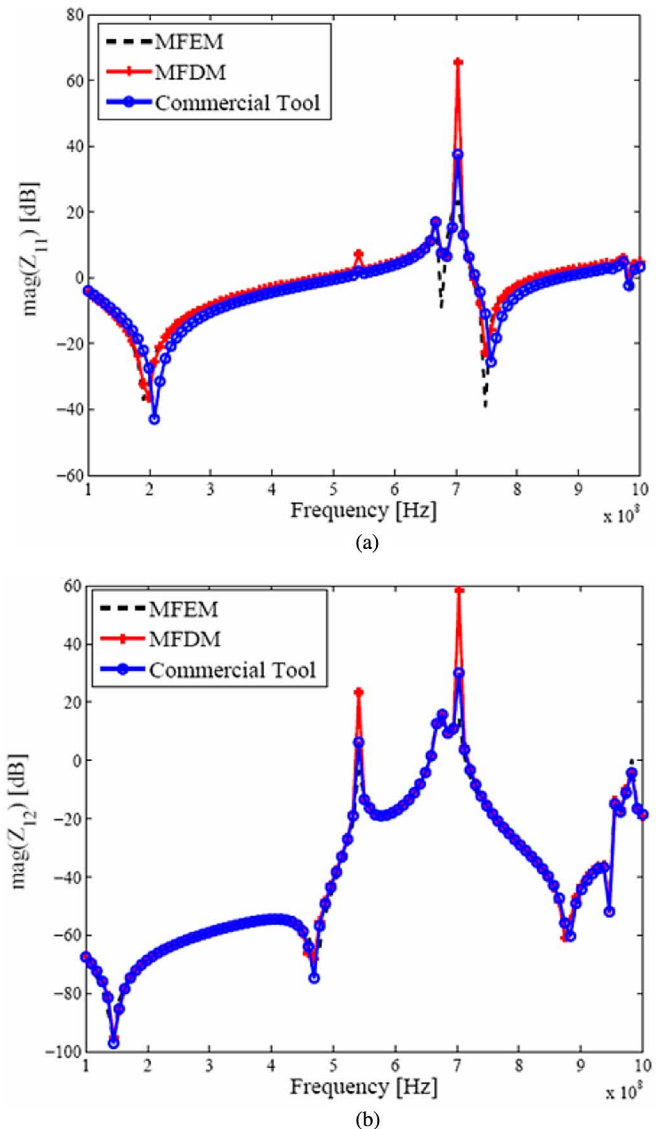 60
80
40
20
0
-20
-40
-60
mag(Z11) [dB]
MFEM
MFDM
Commercial Tool
1 2 3 4 5 6 7 8 9 10
Frequency [Hz]
x 10^8
(a)
60
40
20
0
-20
-40
-60
-80
-100
mag(Z12) [dB]
MFEM
MFDM
Commercial Tool
1 2 3 4 5 6 7 8 9 10
Frequency [Hz]
x 10^8
(b)